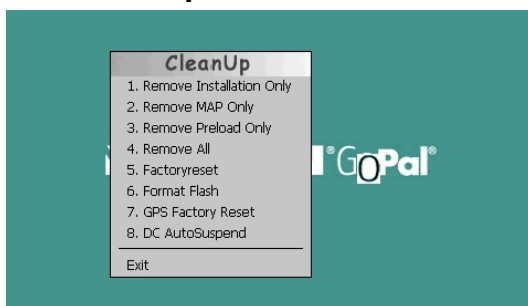 CleanUp
1. Remove Installation Only
2. Remove MAP Only
3. Remove Preload Only
4. Remove All
5. Factoryreset
6. Format Flash
7. GPS Factory Reset
8. DC AutoSuspend
Exit
GoPal®